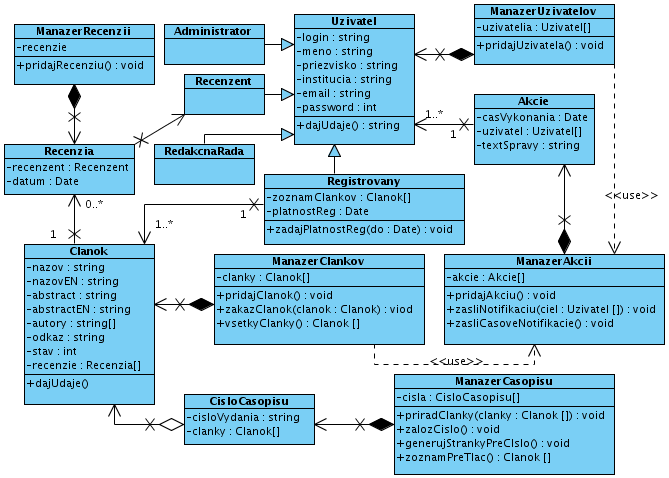 ManazerRecenzii
-recenzie
+pridajRecenziu() : void
Administrator
Uzivatel
-login : string
-meno : string
-priezvisko : string
-institucia : string
-email : string
-password : int
+dajUdaje() : string
ManazerUzivatelov
-uzivatelia : Uzivatel[]
+pridajUzivatela() : void
Recenzent
Akcie
-casVykonania : Date
-uzivatel : Uzivatel[]
-textSpravy : string
1..*
1
Recenzia
-recenzent : Recenzent
-datum : Date
RedakcnaRada
Registrovany
-zoznamClankov : Clanok[]
-platnostReg : Date
+zadajPlatnostReg(do : Date) : void
<<use>>
0..*
1
1..*
1
Clanok
-nazov : string
-nazovEN : string
-abstract : string
-abstractEN : string
-autory : string[]
-odkaz : string
-stav : int
-recenzie : Recenzia[]
+dajUdaje()
ManazerClankov
-clanky : Clanok[]
+pridajClanok() : void
+zakazClanok(clanok : Clanok) : viod
+vsetkyClanky() : Clanok []
ManazerAkcii
-akcie : Akcie[]
+pridajAkciu() : void
+zasliNotifikaciu(ciel : Uzivatel []) : void
+zasliCasoveNotifikacie() : void
<<use>>
CisloCasopisu
-cisloVydania : string
-clanky : Clanok[]
ManazerCasopisu
-cisla : CisloCasopisu[]
+priradClanky(clanky : Clanok []) : void
+zalozCislo() : void
+generujStrankyPreCIslo() : void
+zoznamPreTlac() : Clanok []